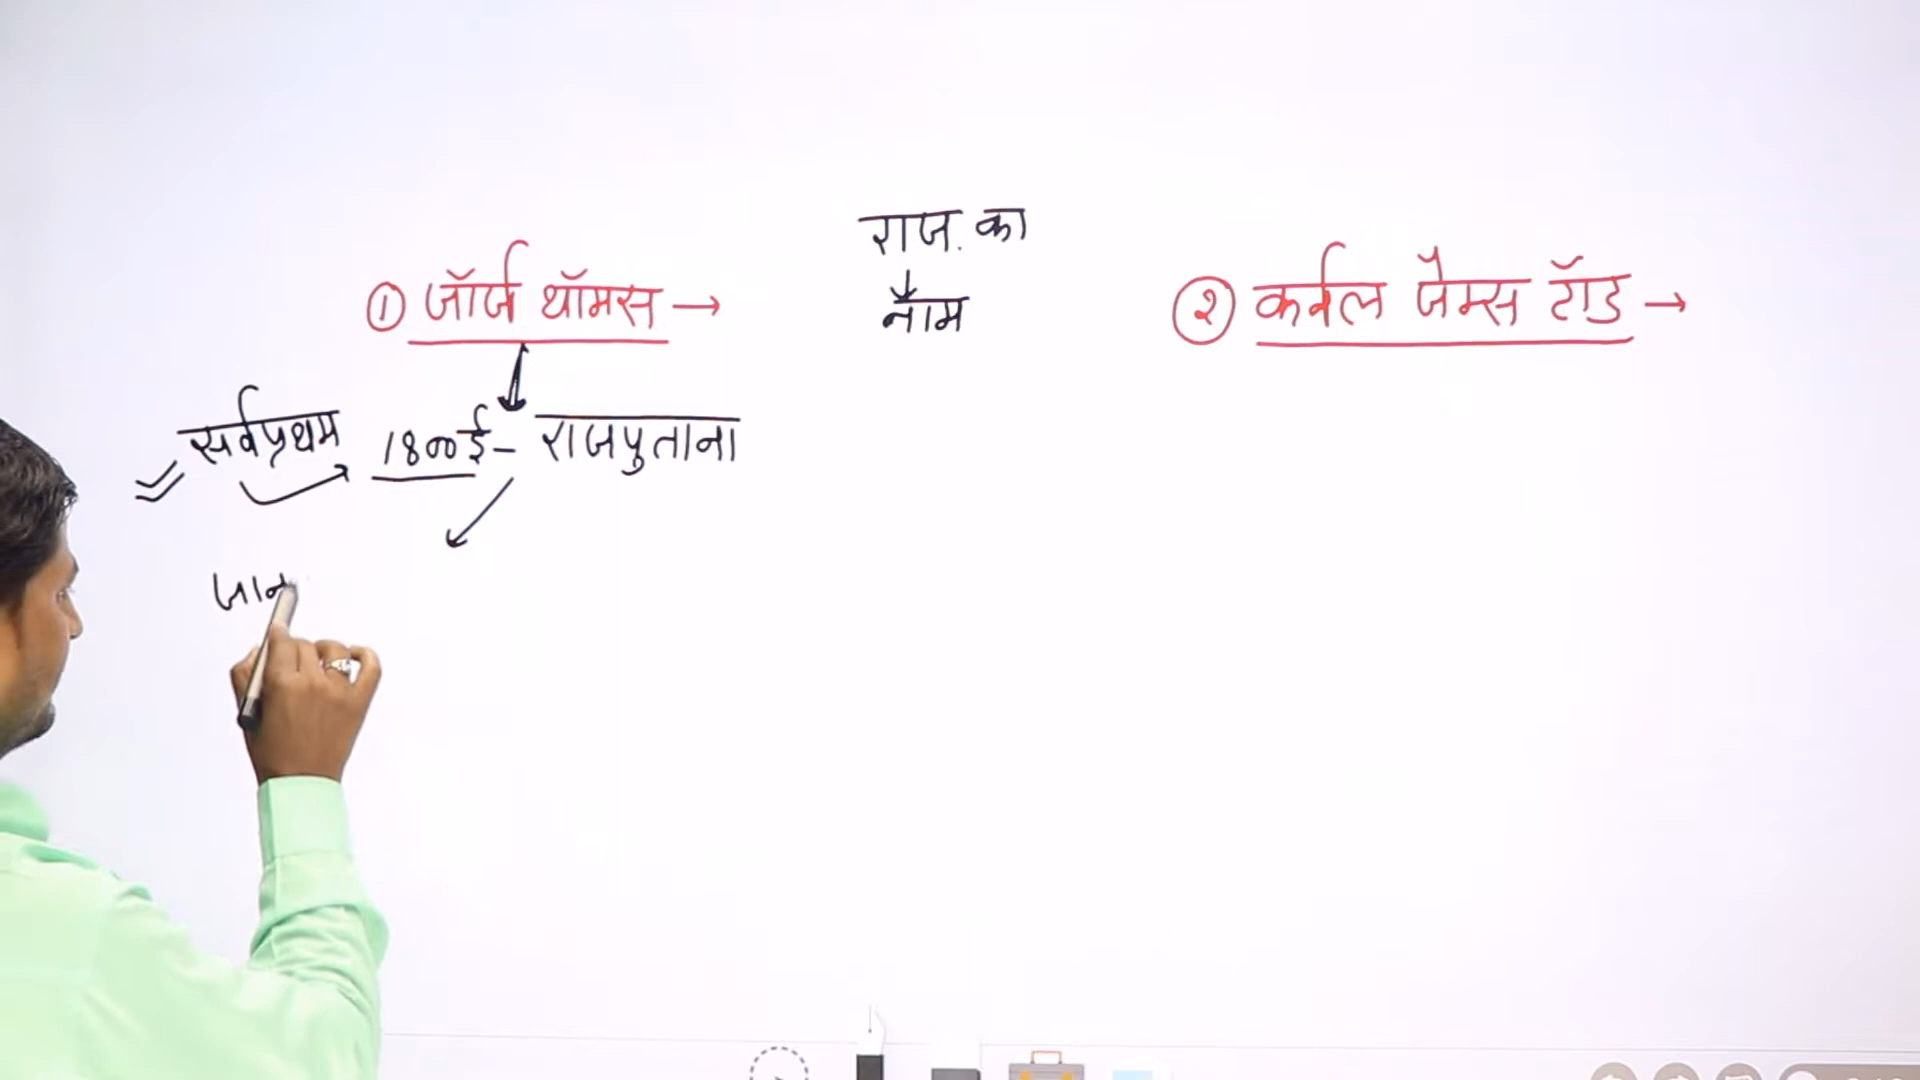 राज. का
① जॉर्ज थॉमस →
↓
नाम
② कर्नल जैम्स टॉड →
सर्वप्रथम 1800ई - राजपुताना
जान